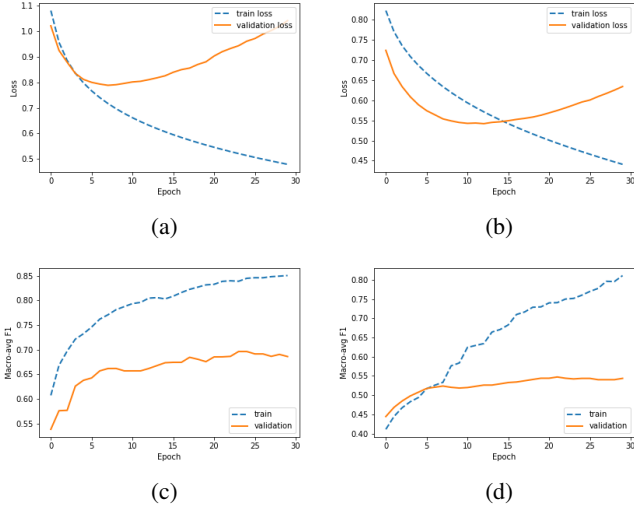 1.1
1.0
0.9
0.8
0.7
0.6
0.5
Loss
0 5 10 15 20 25 30
Epoch
train loss
validation loss
(a)
0.80
0.75
0.70
0.65
0.60
0.55
0.50
0.45
Loss
0 5 10 15 20 25 30
Epoch
train loss
validation loss
(b)
0.85
0.80
0.75
0.70
0.65
0.60
0.55
Macro-avg F1
0 5 10 15 20 25 30
Epoch
train
validation
(c)
0.80
0.75
0.70
0.65
0.60
0.55
0.50
0.45
0.40
Macro-avg F1
0 5 10 15 20 25 30
Epoch
train
validation
(d)